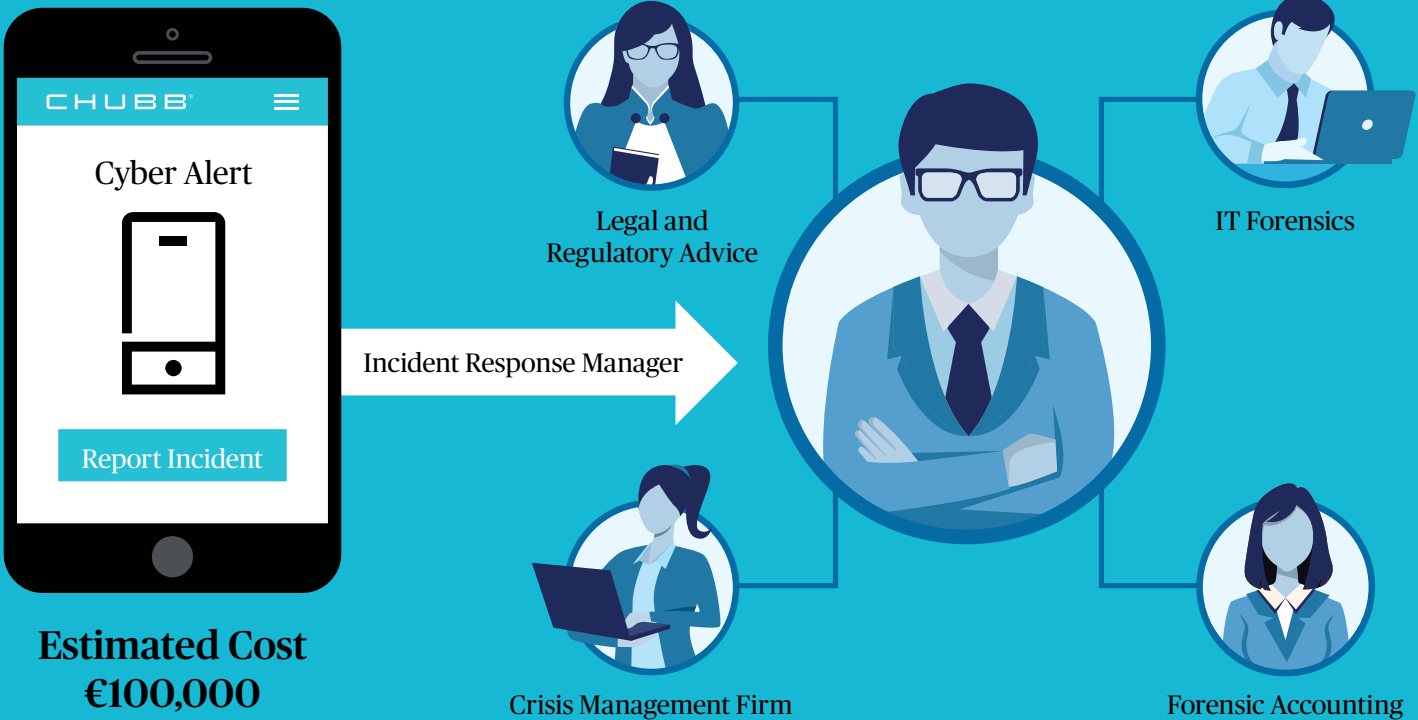 CHUBB®
Cyber Alert
Report Incident
Estimated Cost
€100,000
Incident Response Manager
Legal and
Regulatory Advice
IT Forensics
Crisis Management Firm
Forensic Accounting